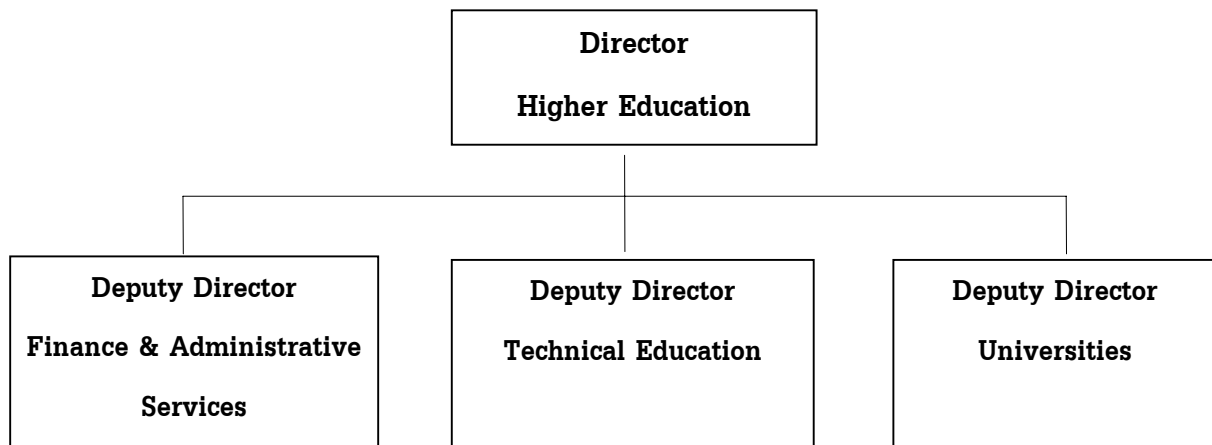 Director
Higher Education
Deputy Director
Finance & Administrative
Services
Deputy Director
Technical Education
Deputy Director
Universities